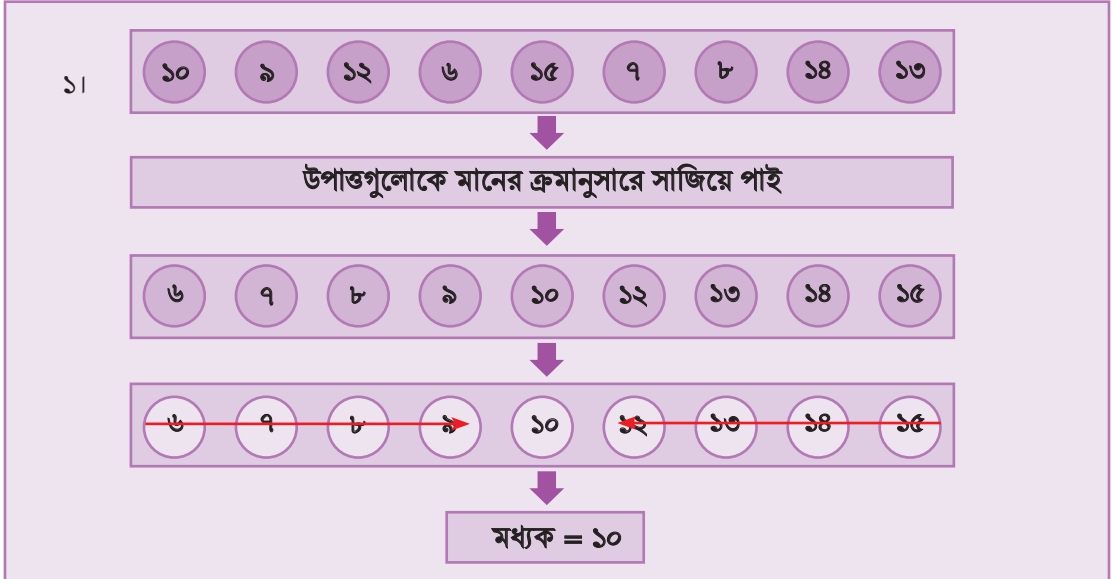 ১। ১০ ৯ ১২ ৬ ১৫ ৭ ৮ ১৪ ১৩
উপাত্তগুলোকে মানের ক্রমানুসারে সাজিয়ে পাই
৬ ৭ ৮ ৯ ১০ ১২ ১৩ ১৪ ১৫
৬ ৭ ৮ ৯ ১০ ১২ ১৩ ১৪ ১৫
মধ্যক = ১০